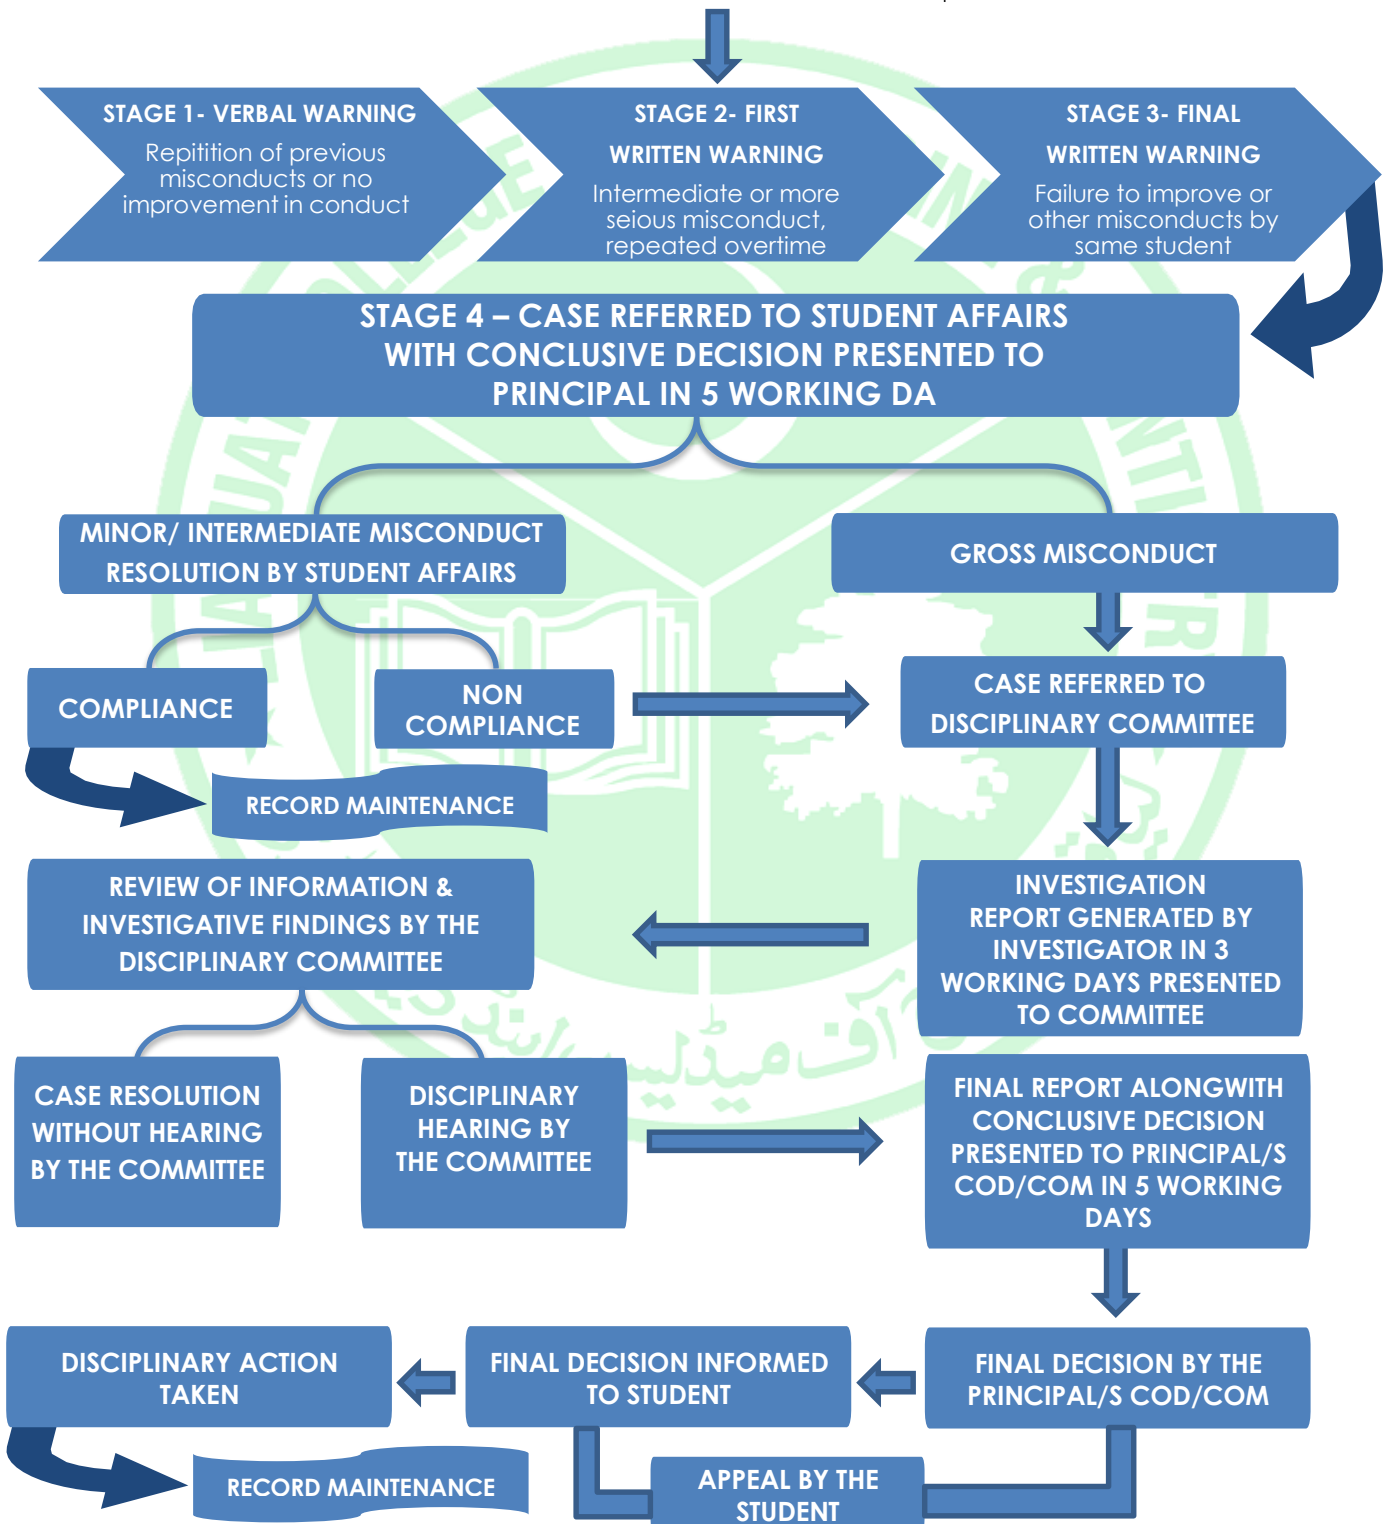 STAGE 1- VERBAL WARNING
Repitition of previous
misconducts or no
improvement in conduct
STAGE 2- FIRST
WRITTEN WARNING
Intermediate or more
seious misconduct,
repeated overtime
STAGE 3- FINAL
WRITTEN WARNING
Failure to improve or
other misconducts by
same student
STAGE 4 – CASE REFERRED TO STUDENT AFFAIRS
WITH CONCLUSIVE DECISION PRESENTED TO
PRINCIPAL IN 5 WORKING DA
MINOR/ INTERMEDIATE MISCONDUCT
RESOLUTION BY STUDENT AFFAIRS
GROSS MISCONDUCT
COMPLIANCE
NON
COMPLIANCE
CASE REFERRED TO
DISCIPLINARY COMMITTEE
RECORD MAINTENANCE
REVIEW OF INFORMATION &
INVESTIGATIVE FINDINGS BY THE
DISCIPLINARY COMMITTEE
INVESTIGATION
REPORT GENERATED BY
INVESTIGATOR IN 3
WORKING DAYS PRESENTED
TO COMMITTEE
CASE RESOLUTION
WITHOUT HEARING
BY THE COMMITTEE
DISCIPLINARY
HEARING BY
THE COMMITTEE
FINAL REPORT ALONGWITH
CONCLUSIVE DECISION
PRESENTED TO PRINCIPAL/S
COD/COM IN 5 WORKING
DAYS
DISCIPLINARY ACTION
TAKEN
FINAL DECISION INFORMED
TO STUDENT
FINAL DECISION BY THE
PRINCIPAL/S COD/COM
RECORD MAINTENANCE
APPEAL BY THE
STUDENT
آف میڈیسن اینڈ